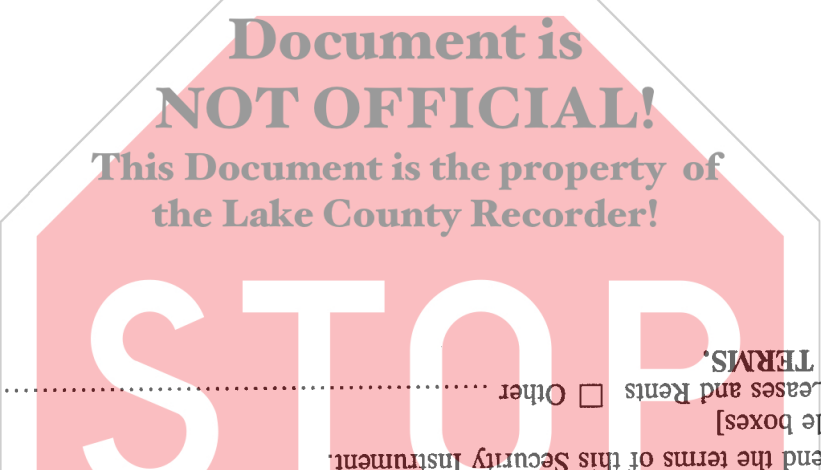 Document is
NOT OFFICIAL!
This Document is the property of
the Lake County Recorder!
STOP
end the terms of this Security Instrument.
le boxes]
Leases and Rents ☐ Other ........................................................................
TERMS.